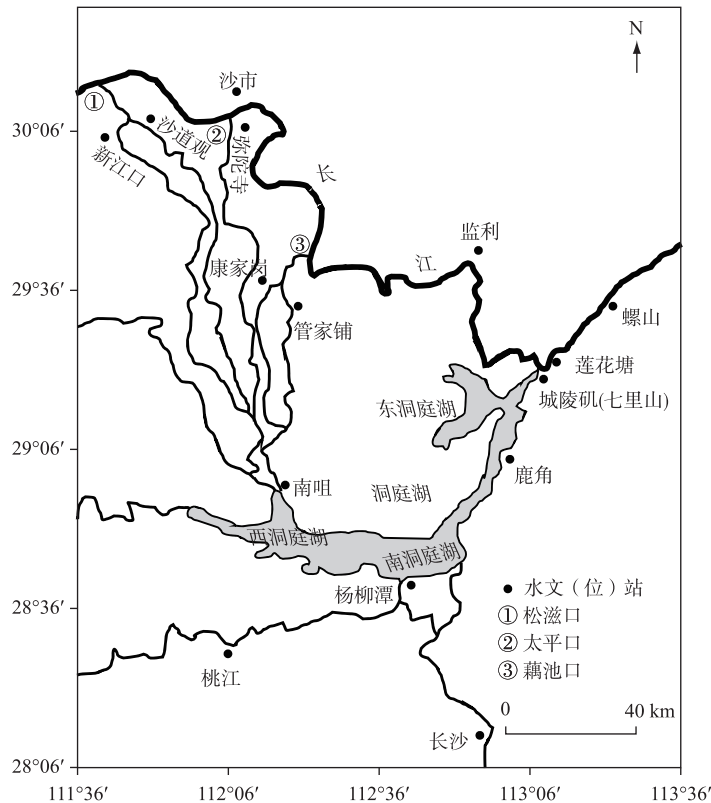 N
沙市
①
沙道观
②
弥陀寺
30°06′
新江口
长
③
监利
江
康家岗
29°36′
管家铺
螺山
莲花塘
城陵矶(七里山)
东洞庭湖
29°06′
鹿角
南咀
洞庭湖
西洞庭湖
南洞庭湖
杨柳潭
水文（位）站
28°36′
①松滋口
②太平口
③藕池口
桃江
0 40 km
长沙
28°06′
111°36′ 112°06′ 112°36′ 113°06′ 113°36′